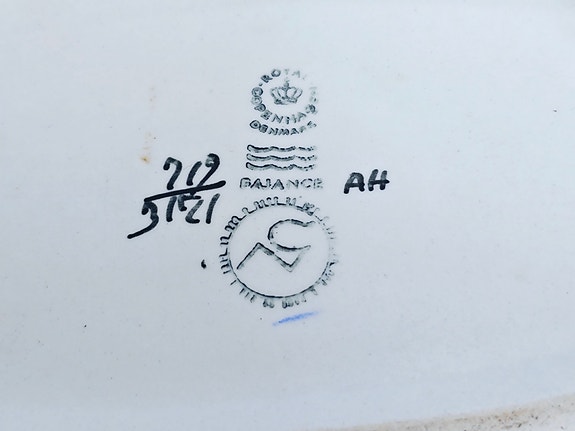 ROYAL COPENHAGEN
DENMARK
719
3121
FAJANCE
AH